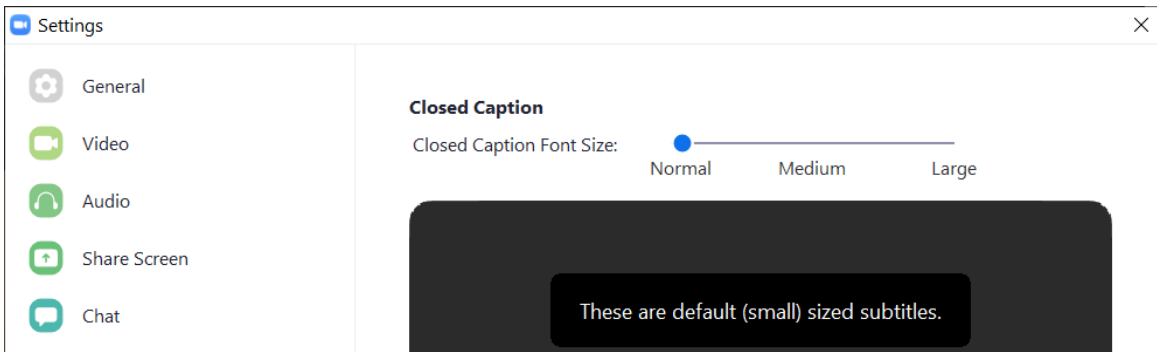 Settings
General
Video
Audio
Share Screen
Chat
Closed Caption
Closed Caption Font Size:
Normal Medium Large
These are default (small) sized subtitles.